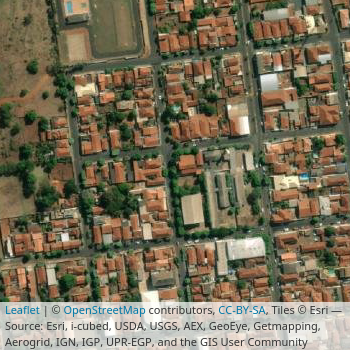 Leaflet | © OpenStreetMap contributors, CC-BY-SA, Tiles © Esri —
Source: Esri, i-cubed, USDA, USGS, AEX, GeoEye, Getmapping,
Aerogrid, IGN, IGP, UPR-EGP, and the GIS User Community